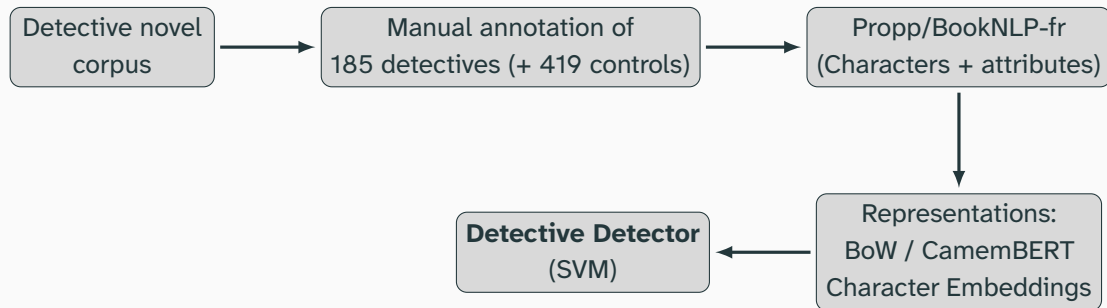 Detective novel
corpus
Manual annotation of
185 detectives (+ 419 controls)
Propp/BookNLP-fr
(Characters + attributes)
Representations:
BoW / CamemBERT
Character Embeddings
Detective Detector
(SVM)